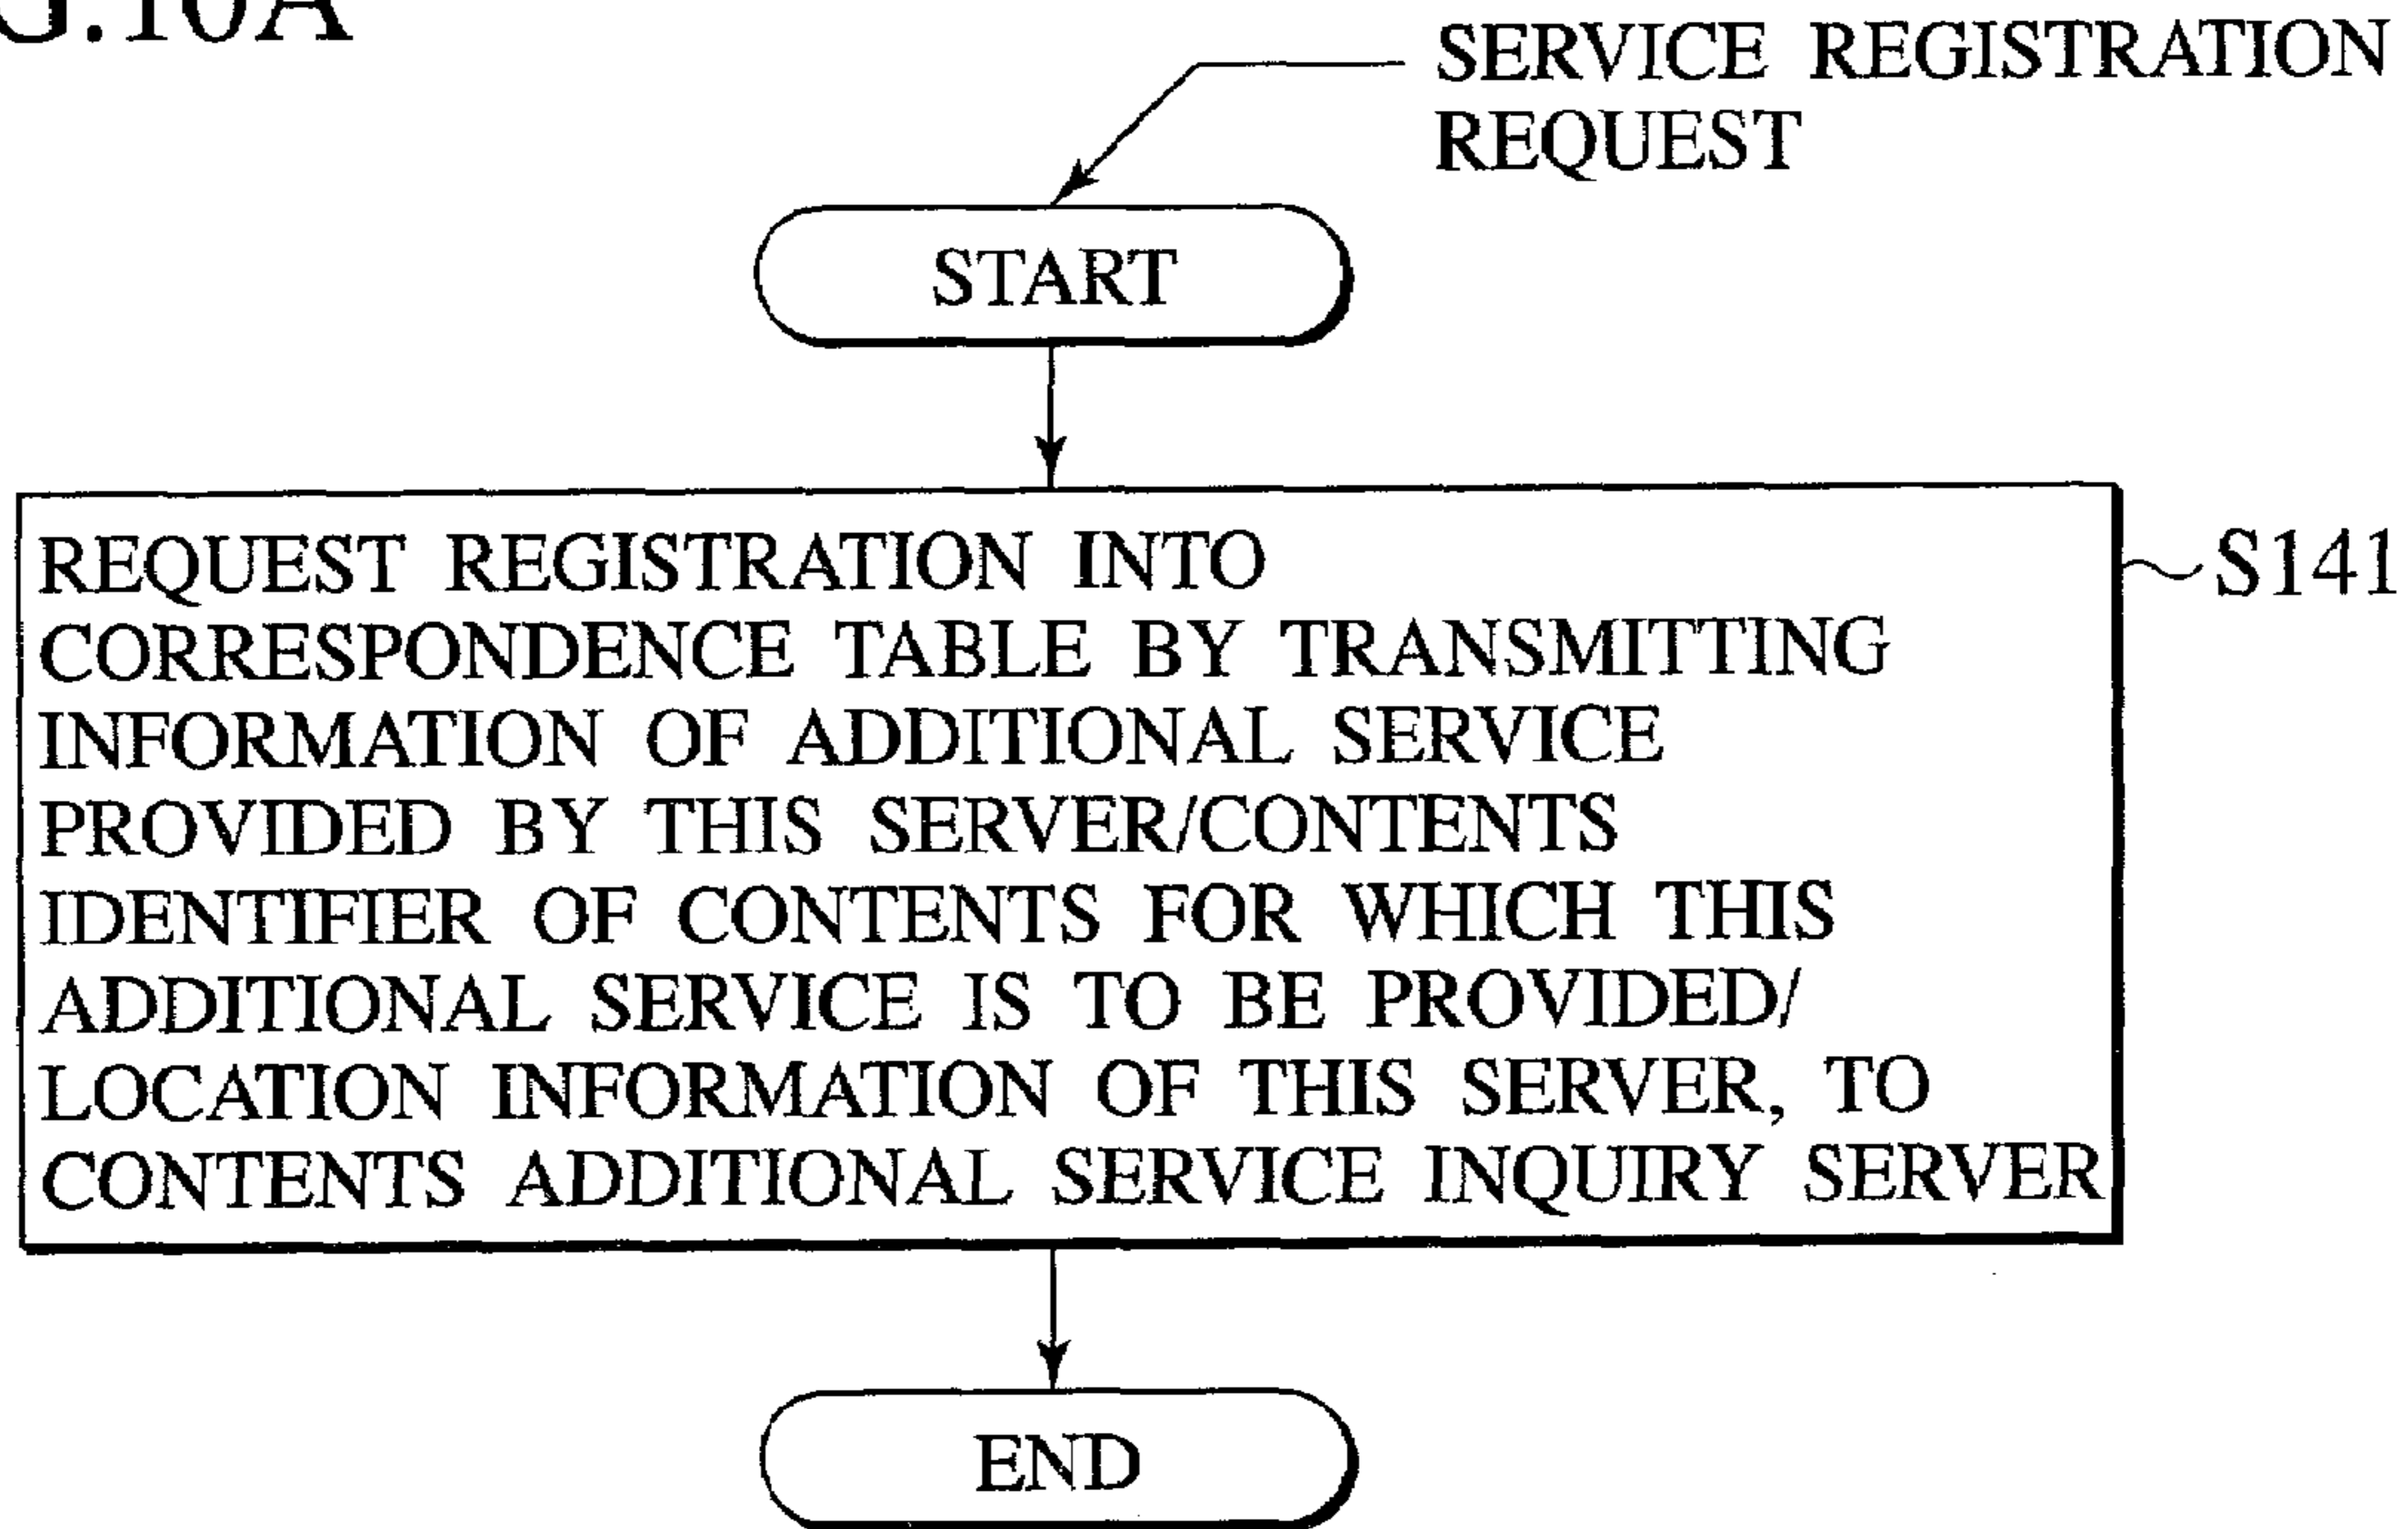 G.10A
SERVICE REGISTRATION
REQUEST
START
REQUEST REGISTRATION INTO
CORRESPONDENCE TABLE BY TRANSMITTING
INFORMATION OF ADDITIONAL SERVICE
PROVIDED BY THIS SERVER/CONTENTS
IDENTIFIER OF CONTENTS FOR WHICH THIS
ADDITIONAL SERVICE IS TO BE PROVIDED/
LOCATION INFORMATION OF THIS SERVER, TO
CONTENTS ADDITIONAL SERVICE INQUIRY SERVER
S141
END